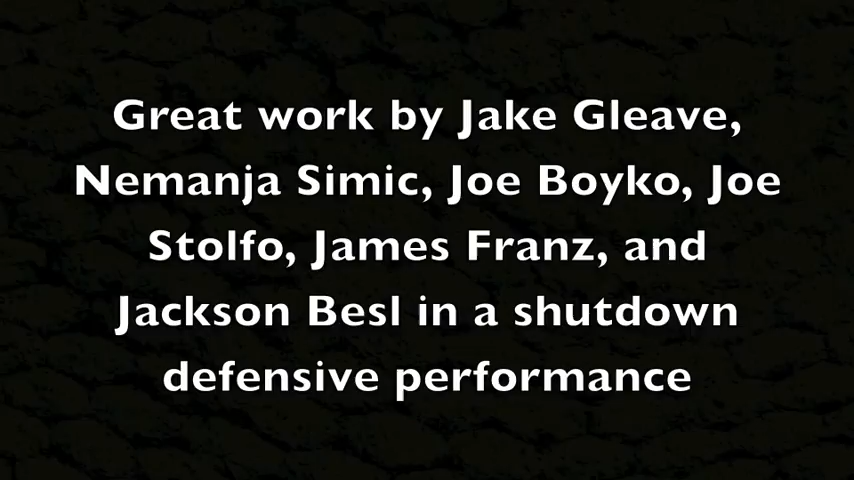 Great work by Jake Gleave,
Nemanja Simic, Joe Boyko, Joe
Stolfo, James Franz, and
Jackson Besl in a shutdown
defensive performance